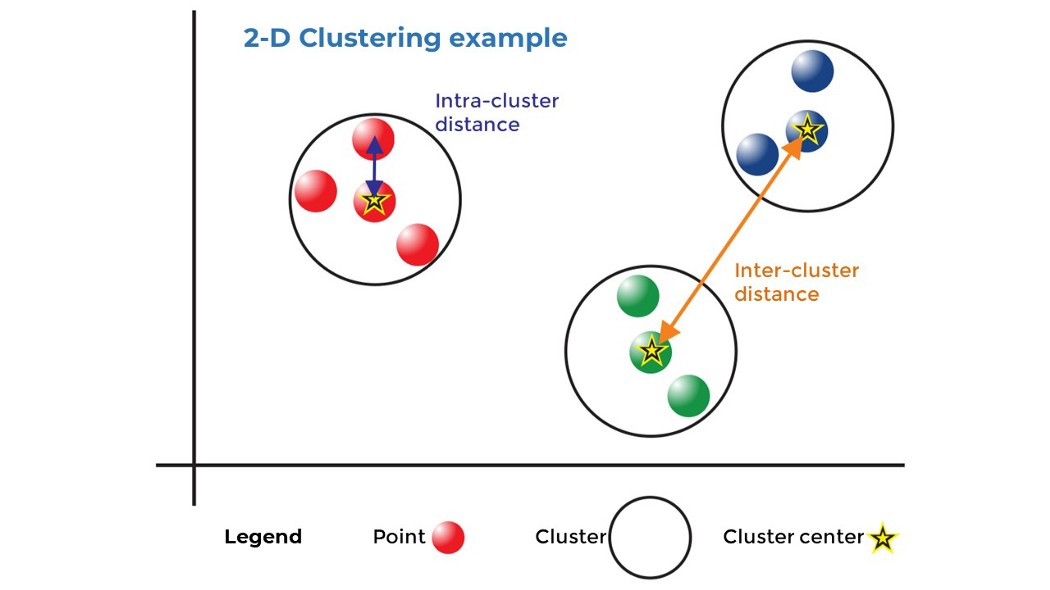 2-D Clustering example
Intra-cluster
distance
Inter-cluster
distance
Legend
Point
Cluster
Cluster center